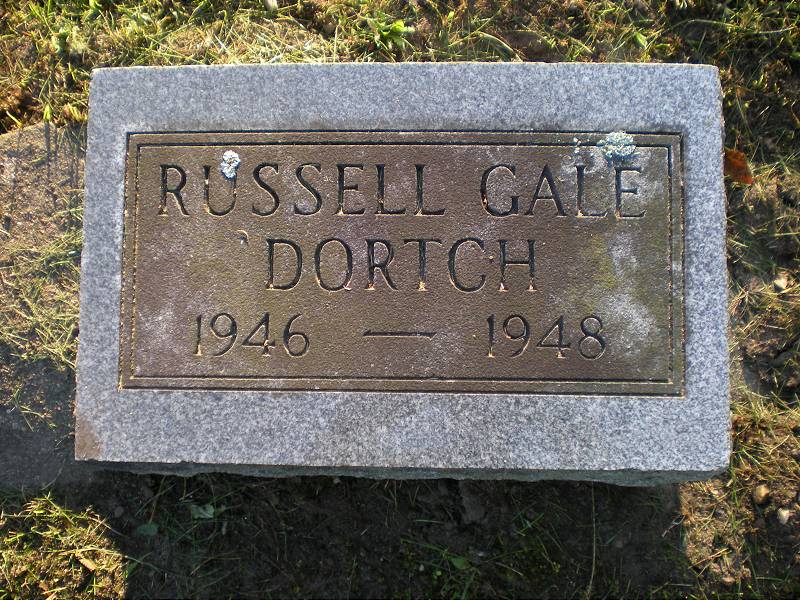 RUSSELL GALE
DORTCH
1946 — 1948